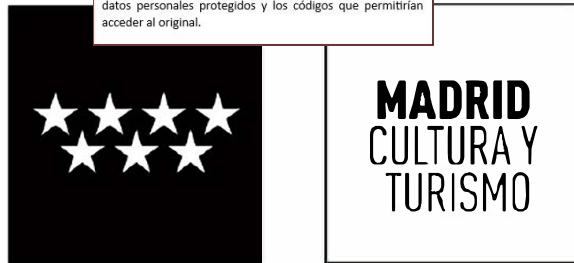 datos personales protegidos y los códigos que permitirían
acceder al original.
MADRID
CULTURA Y
TURISMO